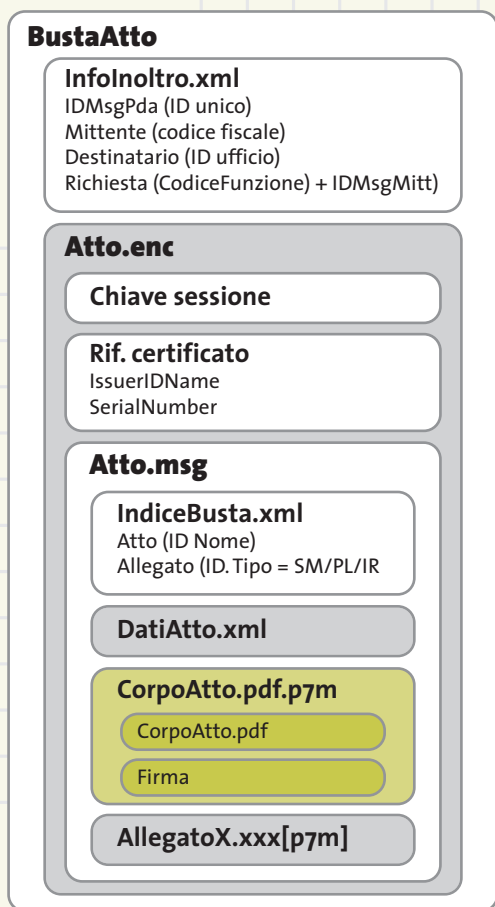 BustaAtto
InfoInoltro.xml
IDMsgPda (ID unico)
Mittente (codice fiscale)
Destinatario (ID ufficio)
Richiesta (CodiceFunzione) + IDMsgMitt)
Atto.enc
Chiave sessione
Rif. certificato
IssuerIDName
SerialNumber
Atto.msg
IndiceBusta.xml
Atto (ID Nome)
Allegato (ID. Tipo = SM/PL/IR
DatiAtto.xml
CorpoAtto.pdf.p7m
CorpoAtto.pdf
Firma
AllegatoX.xxx[p7m]